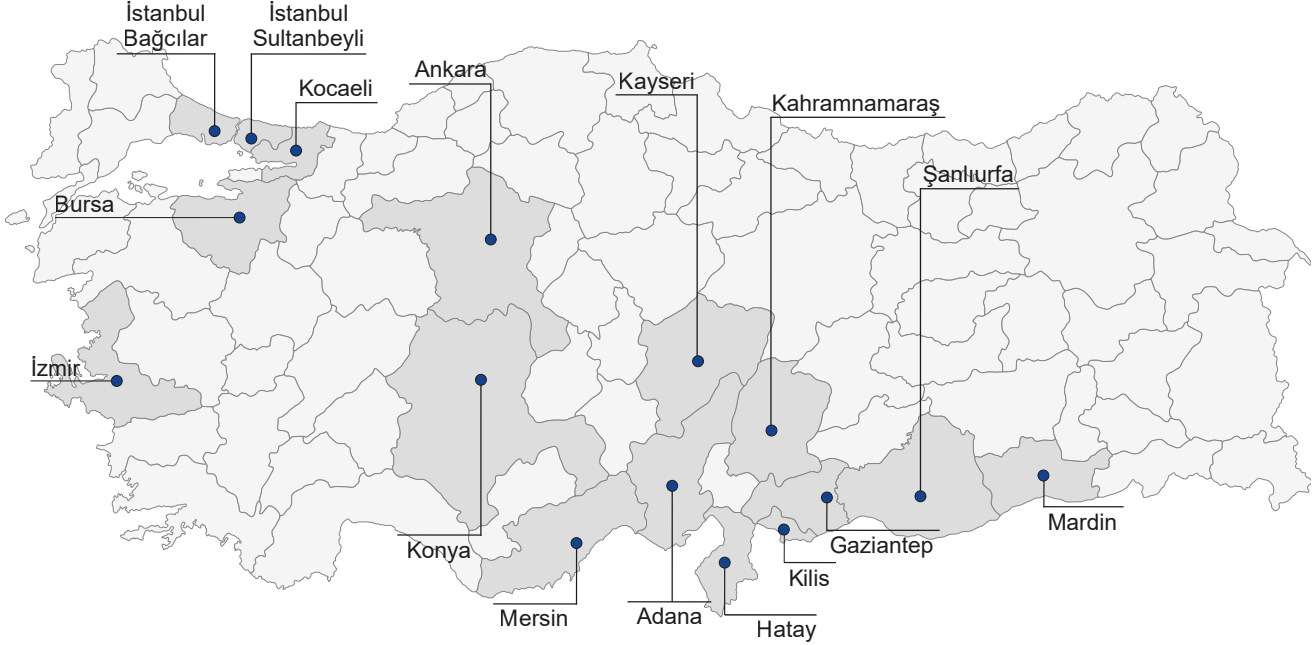 İstanbul
Bağcılar
İstanbul
Sultanbeyli
Kocaeli
Ankara
Kayseri
Kahramnamaraş
Şanlıurfa
Bursa
İzmir
Konya
Mersin
Adana
Hatay
Kilis
Gaziantep
Mardin